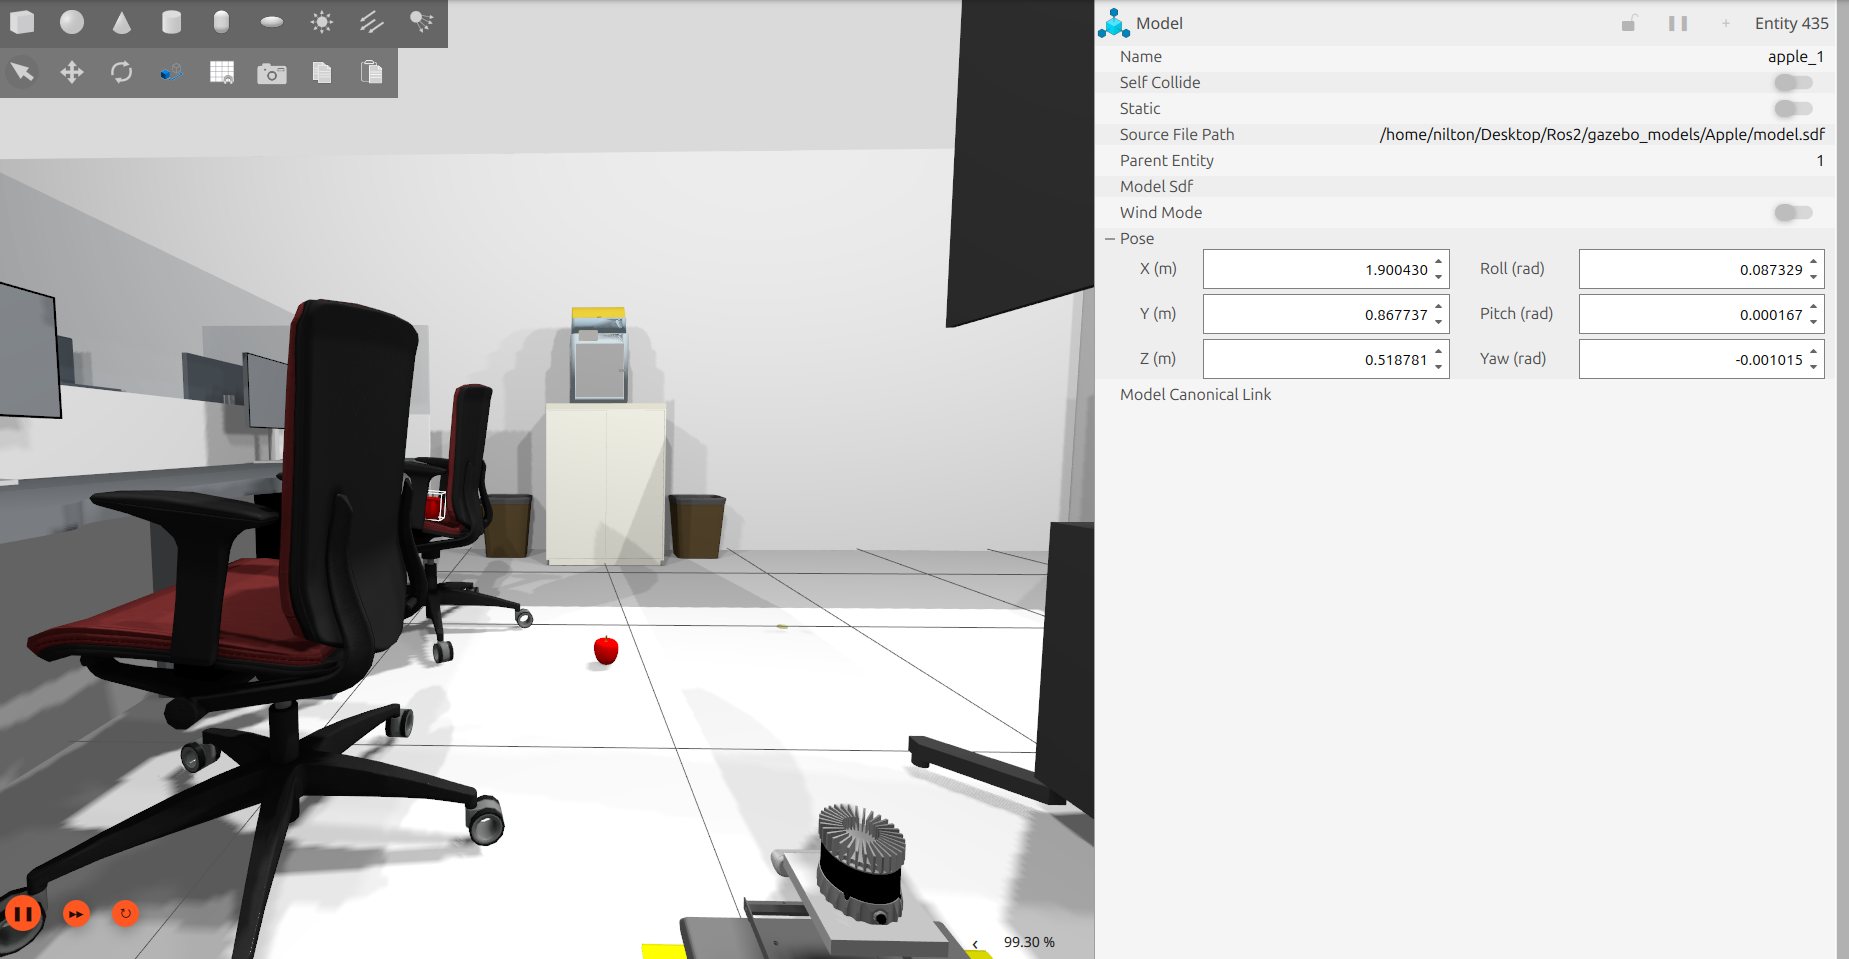 Model
Entity 435
Name
apple_1
Self Collide
Static
Source File Path
/home/nilton/Desktop/Ros2/gazebo_models/Apple/model.sdf
Parent Entity
1
Model Sdf
Wind Mode
Pose
X (m)
1.900430
Roll (rad)
0.087329
Y (m)
0.867737
Pitch (rad)
0.000167
Z (m)
0.518781
Yaw (rad)
-0.001015
Model Canonical Link
99.30 %